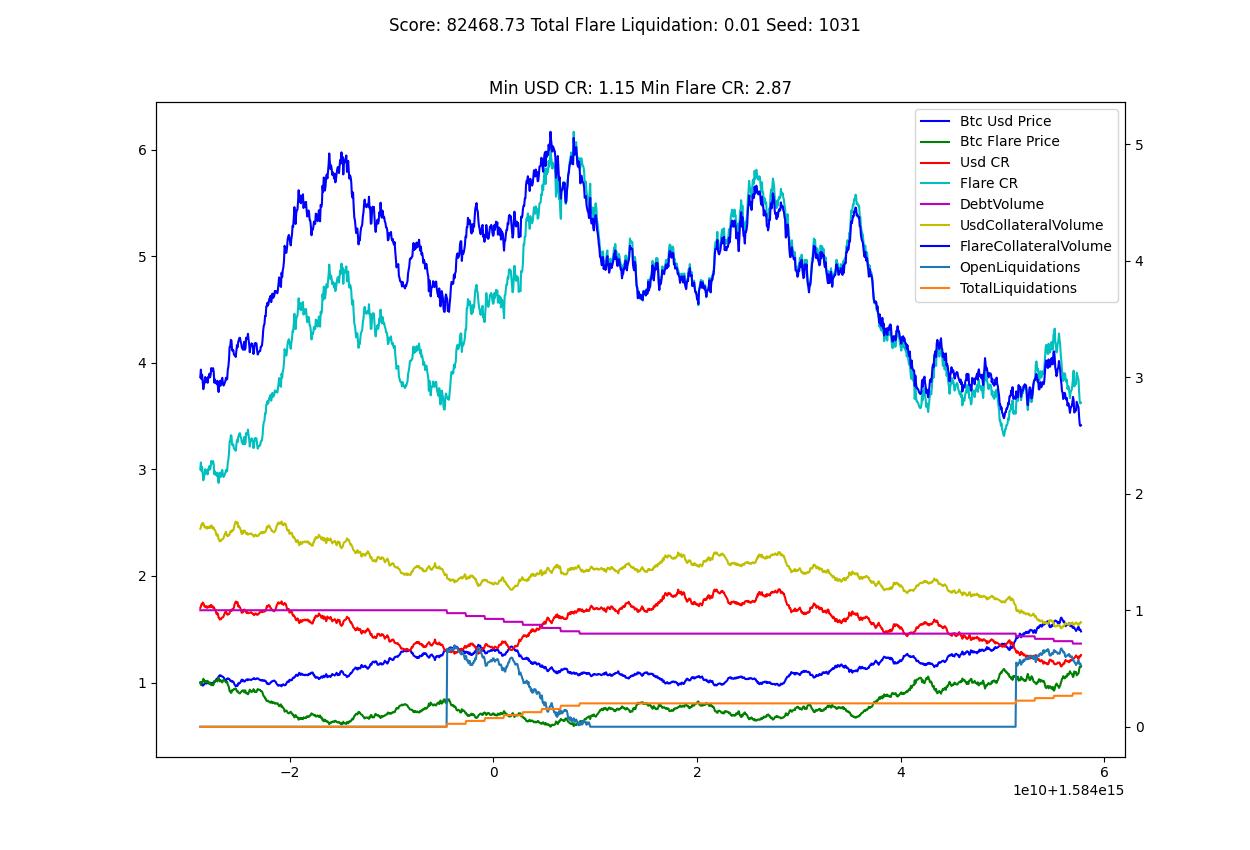 Score: 82468.73 Total Flare Liquidation: 0.01 Seed: 1031
Min USD CR: 1.15 Min Flare CR: 2.87
Btc Usd Price
Btc Flare Price
Usd CR
Flare CR
DebtVolume
UsdCollateralVolume
FlareCollateralVolume
OpenLiquidations
TotalLiquidations
6
5
4
3
2
1
5
4
3
2
1
0
−2
0
2
4
6
1e10+1.584e15